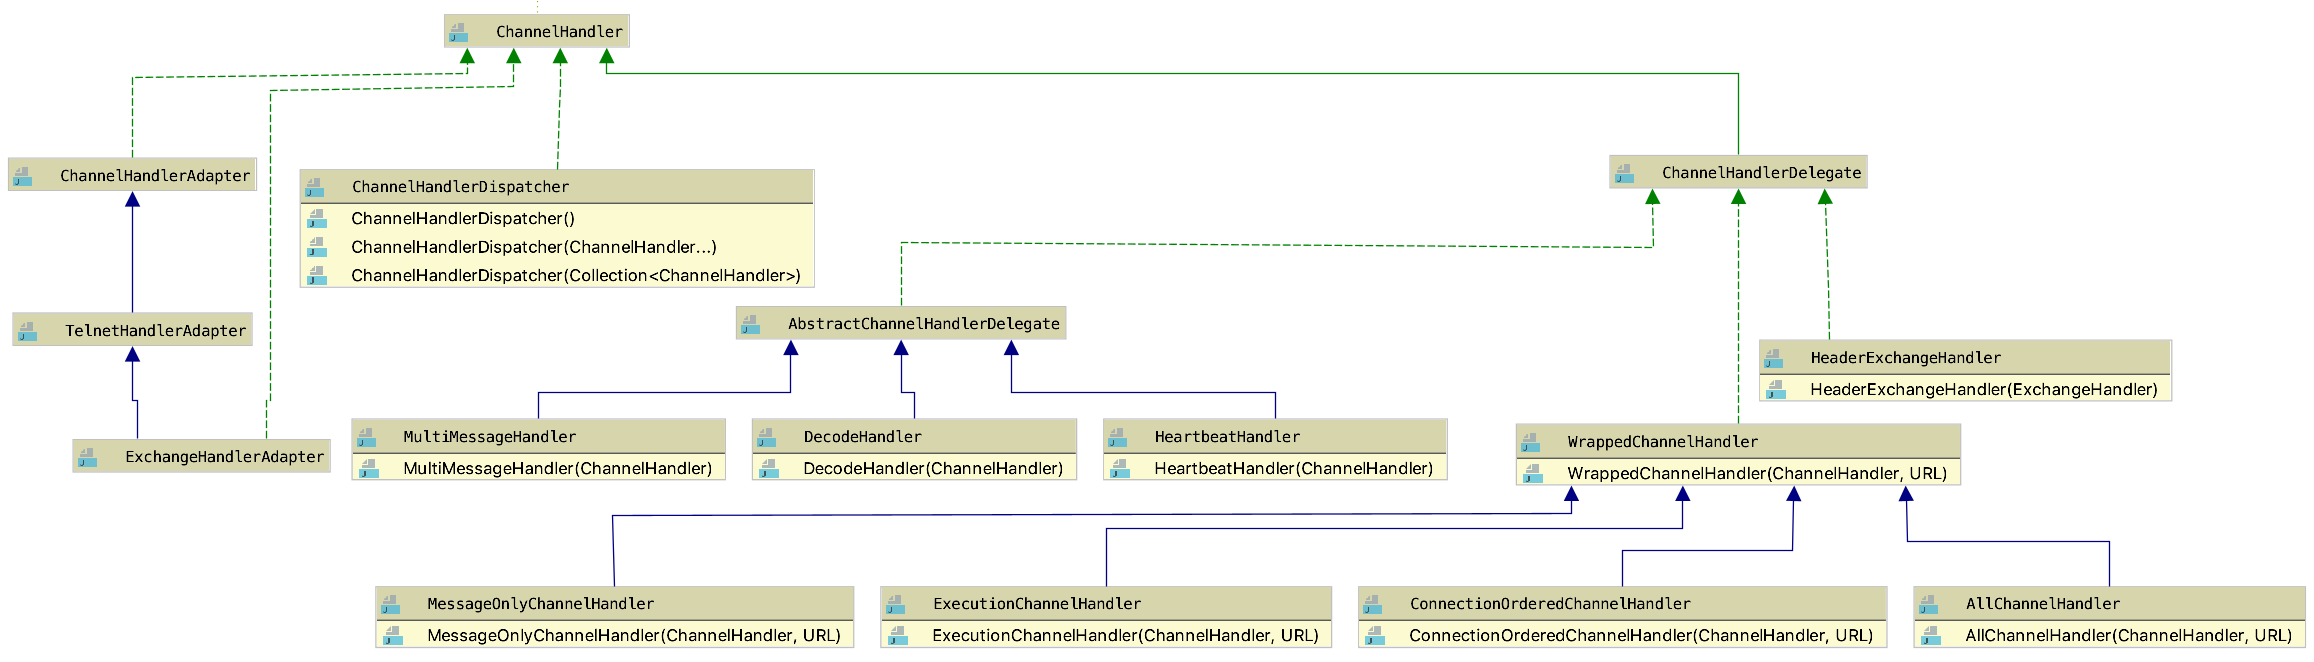 ChannelHandler
ChannelHandlerAdapter
ChannelHandlerDispatcher
ChannelHandlerDispatcher()
ChannelHandlerDispatcher(ChannelHandler...)
ChannelHandlerDispatcher(Collection<ChannelHandler>)
ChannelHandlerDelegate
TelnetHandlerAdapter
AbstractChannelHandlerDelegate
HeaderExchangeHandler
HeaderExchangeHandler(ExchangeHandler)
ExchangeHandlerAdapter
MultiMessageHandler
MultiMessageHandler(ChannelHandler)
DecodeHandler
DecodeHandler(ChannelHandler)
HeartbeatHandler
HeartbeatHandler(ChannelHandler)
WrappedChannelHandler
WrappedChannelHandler(ChannelHandler, URL)
MessageOnlyChannelHandler
MessageOnlyChannelHandler(ChannelHandler, URL)
ExecutionChannelHandler
ExecutionChannelHandler(ChannelHandler, URL)
ConnectionOrderedChannelHandler
ConnectionOrderedChannelHandler(ChannelHandler, URL)
AllChannelHandler
AllChannelHandler(ChannelHandler, URL)